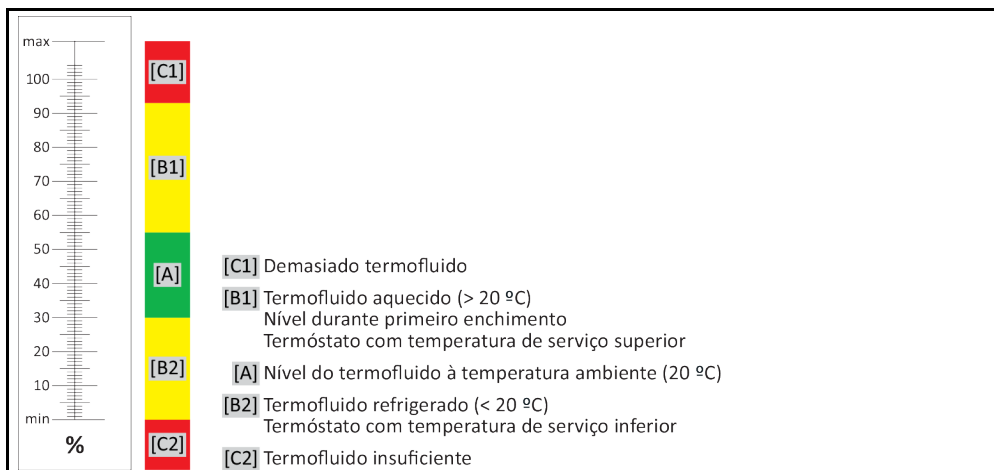 max
100
90
80
70
60
50
40
30
20
10
min
%
[C1]
[B1]
[A]
[B2]
[C2]
[C1] Demasiado termofluido
[B1] Termofluido aquecido (> 20 ºC)
Nível durante primeiro enchimento
Termóstato com temperatura de serviço superior
[A] Nível do termofluido à temperatura ambiente (20 ºC)
[B2] Termofluido refrigerado (< 20 ºC)
Termóstato com temperatura de serviço inferior
[C2] Termofluido insuficiente